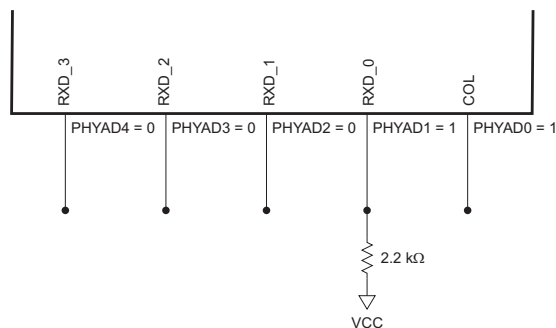 RXD_3
RXD_2
RXD_1
RXD_0
COL
PHYAD4 = 0
PHYAD3 = 0
PHYAD2 = 0
PHYAD1 = 1
PHYAD0 = 1
2.2 kΩ
VCC